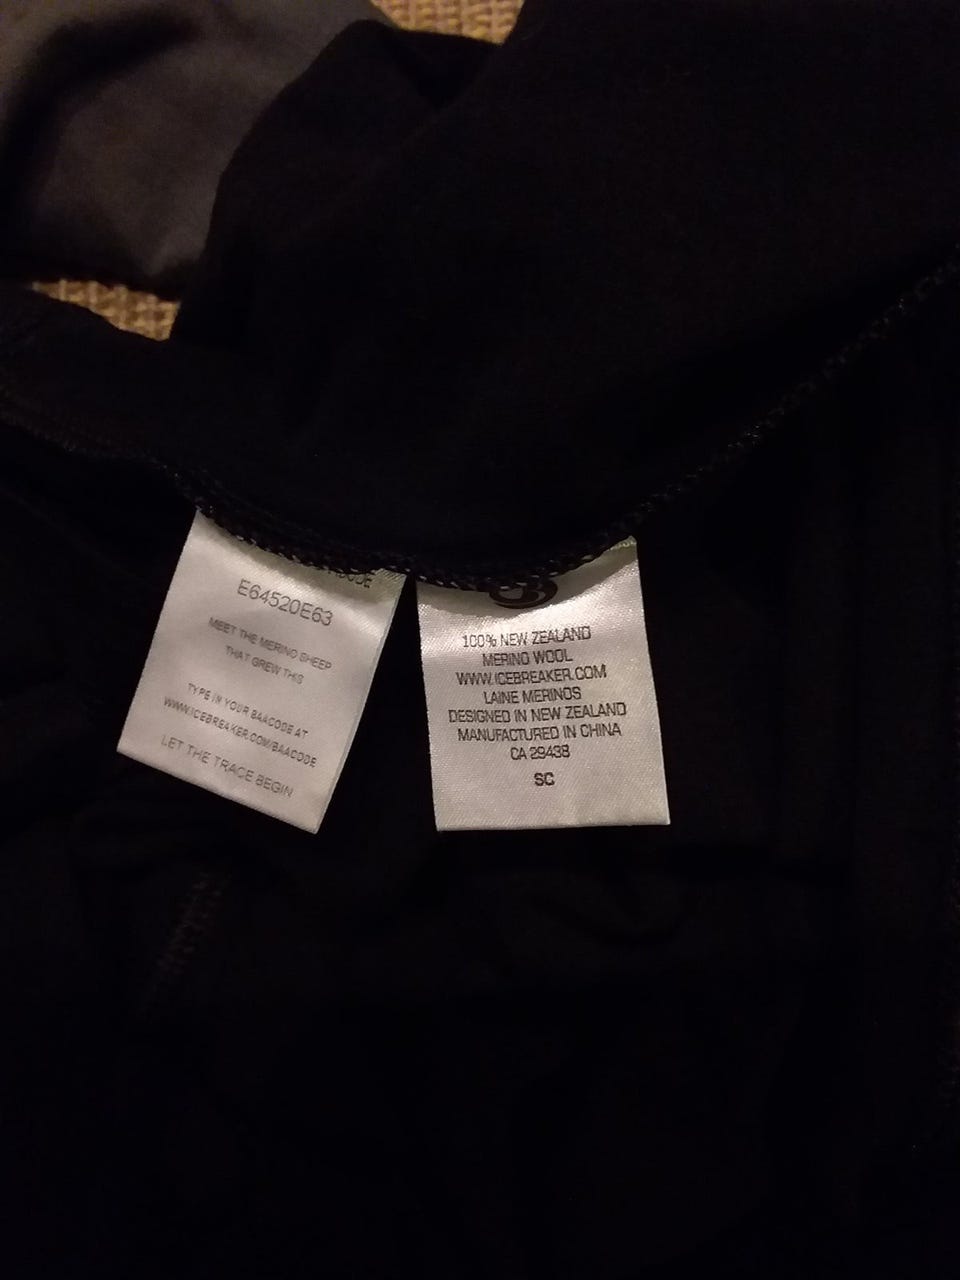 E64520E63
MEET THE MERINO SHEEP
THAT GREW THIS
TYPE IN YOUR BAACODE AT
WWW.ICEBREAKER.COM/BAACODE
LET THE TRACE BEGIN
100% NEW ZEALAND
MERINO WOOL
WWW.ICEBREAKER.COM
LAINE MERINOS
DESIGNED IN NEW ZEALAND
MANUFACTURED IN CHINA
CA 29438
SC